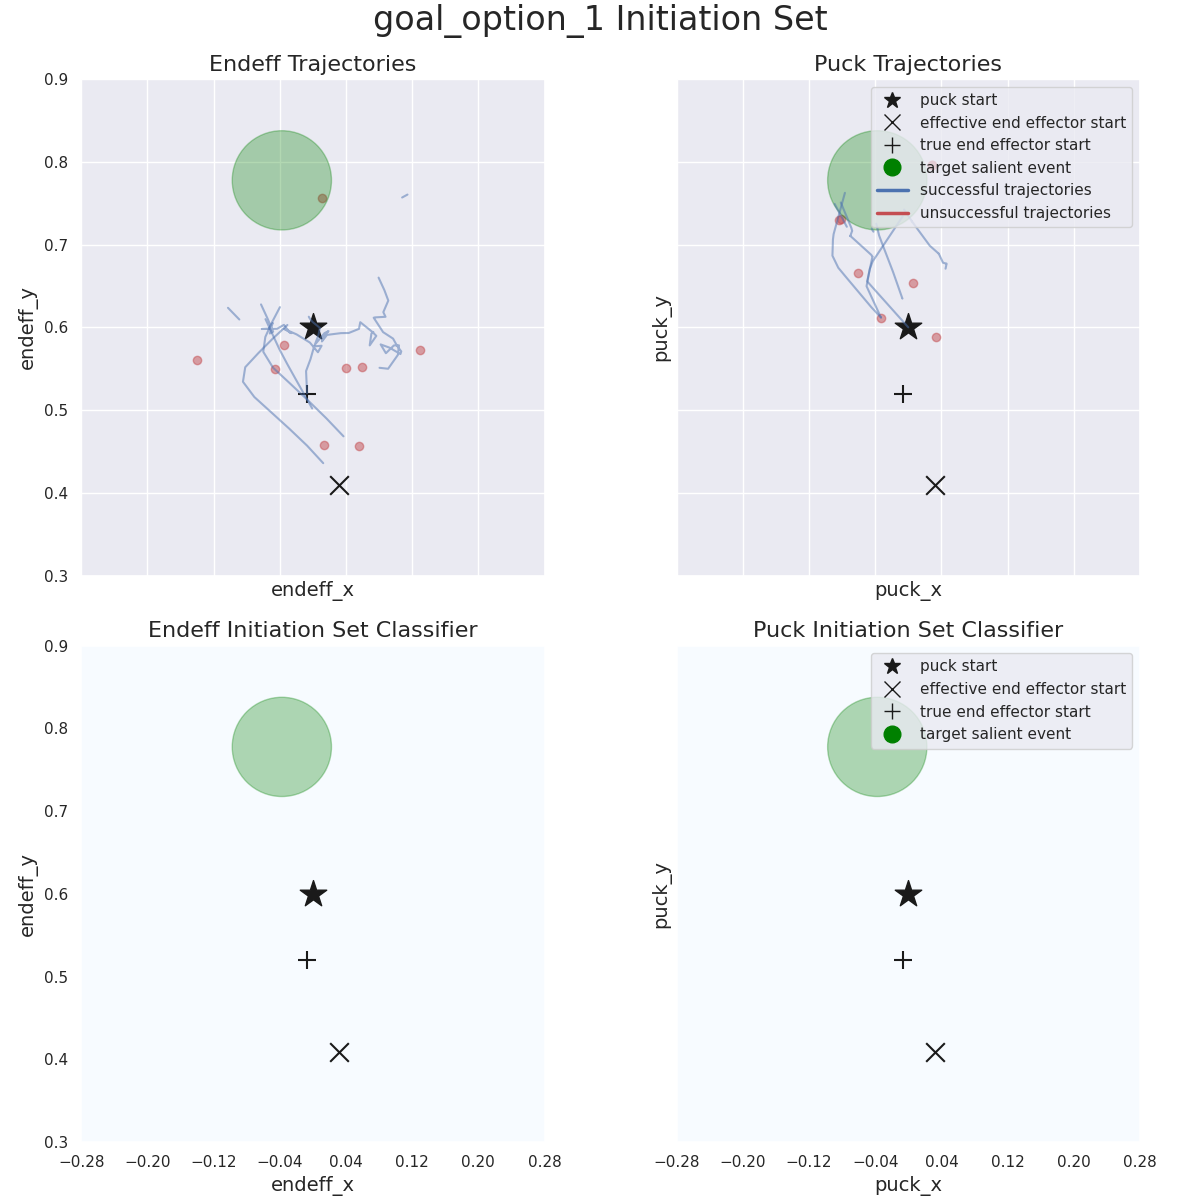 goal_option_1 Initiation Set
Endeff Trajectories
Puck Trajectories
0.9
0.8
0.7
0.6
0.5
0.4
0.3
endeff_y
endeff_x
puck_y
puck_x
puck start
effective end effector start
true end effector start
target salient event
successful trajectories
unsuccessful trajectories
Endeff Initiation Set Classifier
Puck Initiation Set Classifier
0.9
0.8
0.7
0.6
0.5
0.4
0.3
endeff_y
−0.28 −0.20 −0.12 −0.04 0.04 0.12 0.20 0.28
endeff_x
puck_y
puck start
effective end effector start
true end effector start
target salient event
−0.28 −0.20 −0.12 −0.04 0.04 0.12 0.20 0.28
puck_x